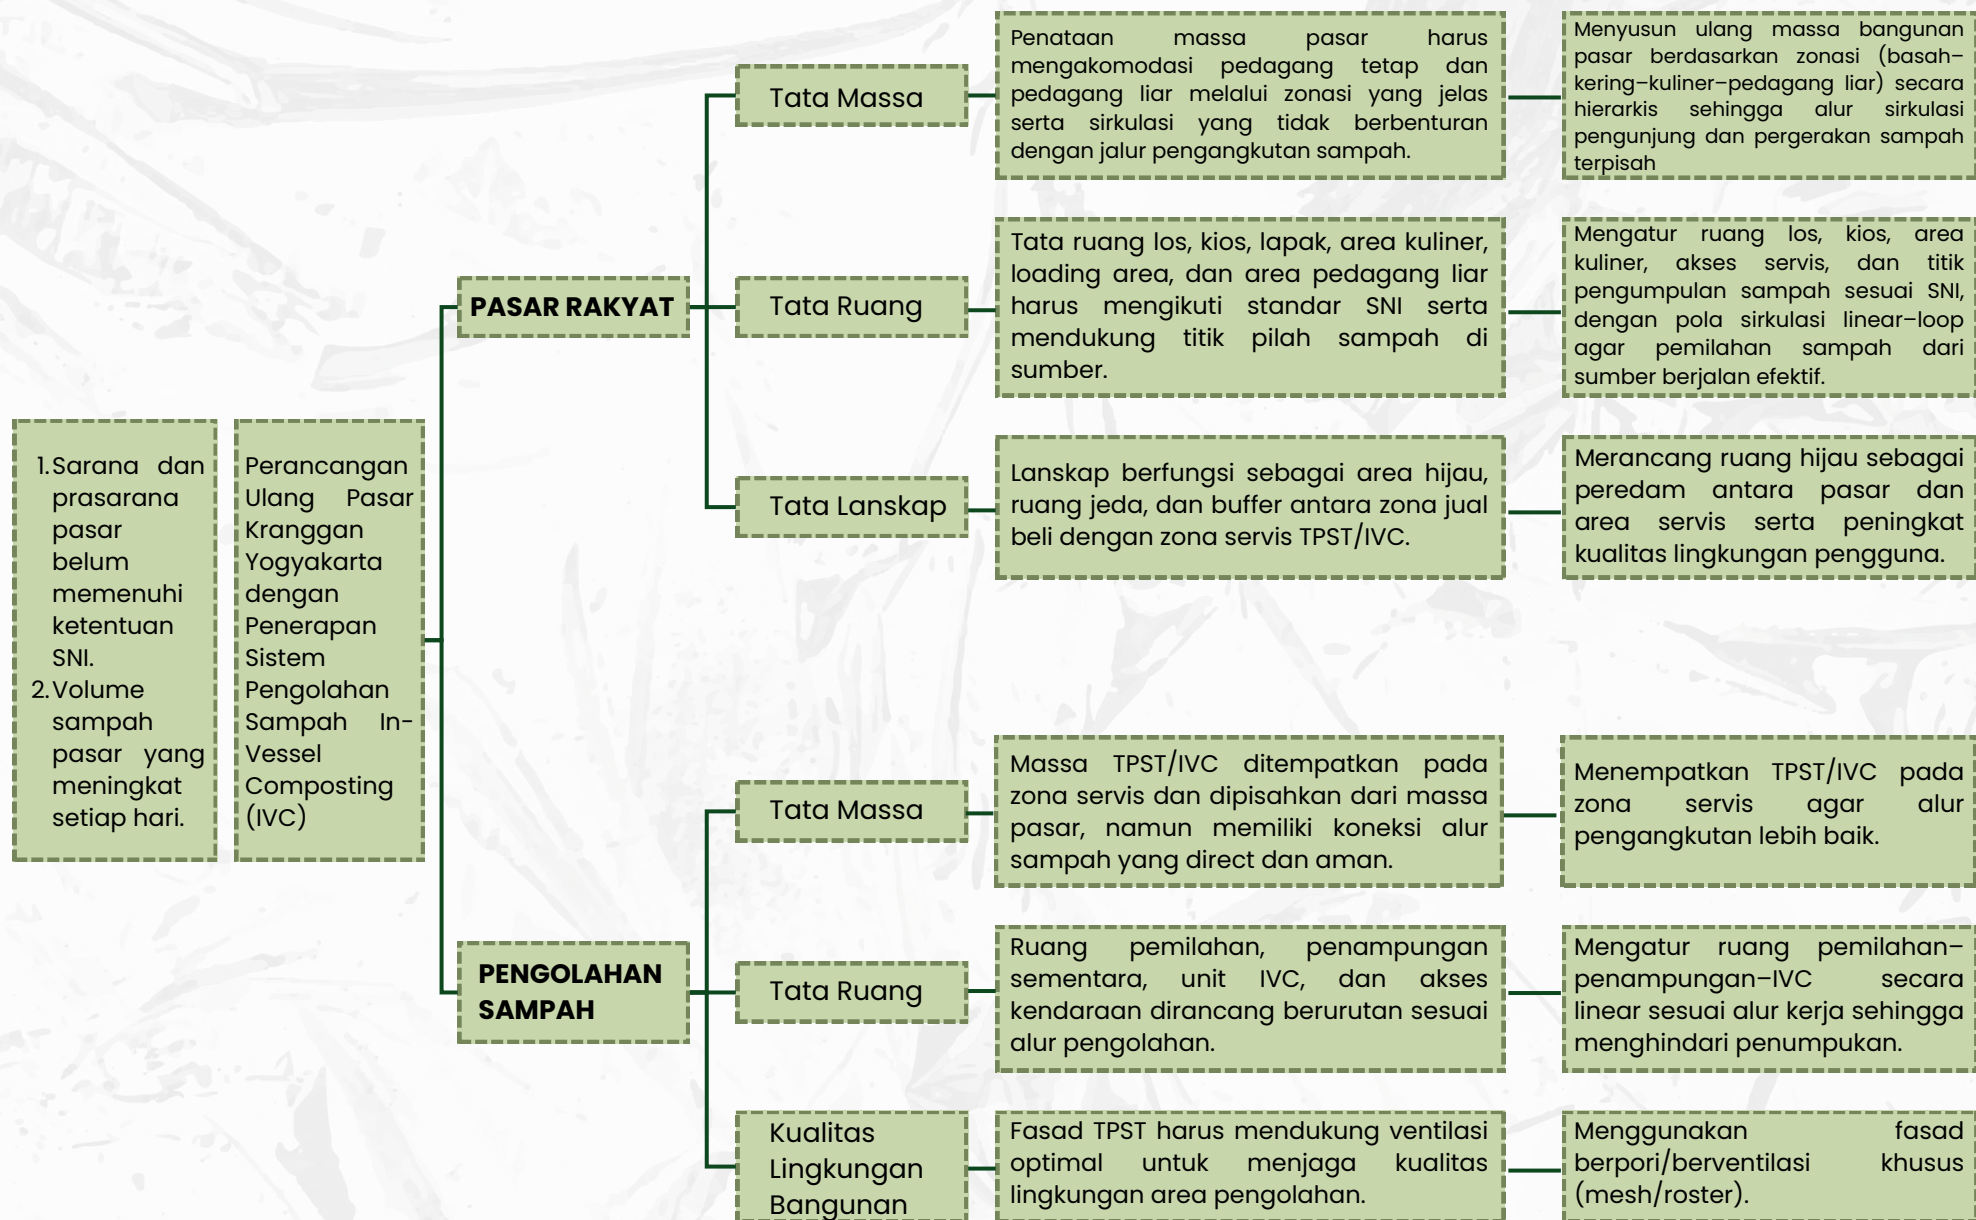 1. Sarana dan
prasarana
pasar
belum
memenuhi
ketentuan
SNI.
2. Volume
sampah
pasar yang
meningkat
setiap hari.
Perancangan
Ulang Pasar
Kranggan
Yogyakarta
dengan
Penerapan
Sistem
Pengolahan
Sampah In-
Vessel
Composting
(IVC)
PASAR RAKYAT
Tata Massa
Penataan massa pasar harus
mengakomodasi pedagang tetap dan
pedagang liar melalui zonasi yang jelas
serta sirkulasi yang tidak berbenturan
dengan jalur pengangkutan sampah.
Menyusun ulang massa bangunan
pasar berdasarkan zonasi (basah–
kering–kuliner–pedagang liar) secara
hierarkis sehingga alur sirkulasi
pengunjung dan pergerakan sampah
terpisah
Tata Ruang
Tata ruang los, kios, lapak, area kuliner,
loading area, dan area pedagang liar
harus mengikuti standar SNI serta
mendukung titik pilah sampah di
sumber.
Mengatur ruang los, kios, area
kuliner, akses servis, dan titik
pengumpulan sampah sesuai SNI,
dengan pola sirkulasi linear–loop
agar pemilahan sampah dari
sumber berjalan efektif.
Tata Lanskap
Lanskap berfungsi sebagai area hijau,
ruang jeda, dan buffer antara zona jual
beli dengan zona servis TPST/IVC.
Merancang ruang hijau sebagai
peredam antara pasar dan
area servis serta peningkat
kualitas lingkungan pengguna.
PENGOLAHAN
SAMPAH
Tata Massa
Massa TPST/IVC ditempatkan pada
zona servis dan dipisahkan dari massa
pasar, namun memiliki koneksi alur
sampah yang direct dan aman.
Menempatkan TPST/IVC pada
zona servis agar alur
pengangkutan lebih baik.
Tata Ruang
Ruang pemilahan, penampungan
sementara, unit IVC, dan akses
kendaraan dirancang berurutan sesuai
alur pengolahan.
Mengatur ruang pemilahan–
penampungan–IVC secara
linear sesuai alur kerja sehingga
menghindari penumpukan.
Kualitas
Lingkungan
Bangunan
Fasad TPST harus mendukung ventilasi
optimal untuk menjaga kualitas
lingkungan area pengolahan.
Menggunakan fasad
berpori/berventilasi khusus
(mesh/roster).